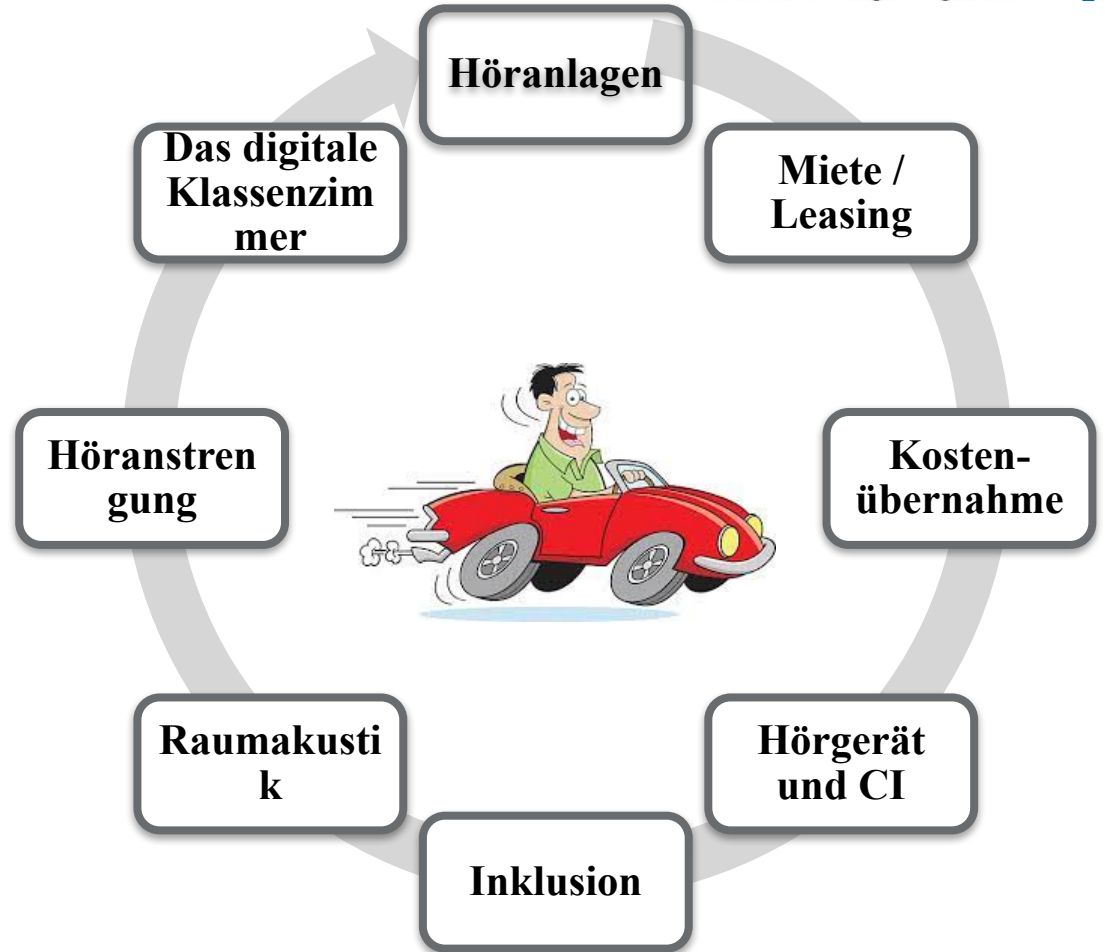 Höranlagen
Das digitale
Klassenzim
mer
Miete /
Leasing
Höranstren
gung
Kosten-
übernahme
Raumakusti
k
Hörgerät
und CI
Inklusion